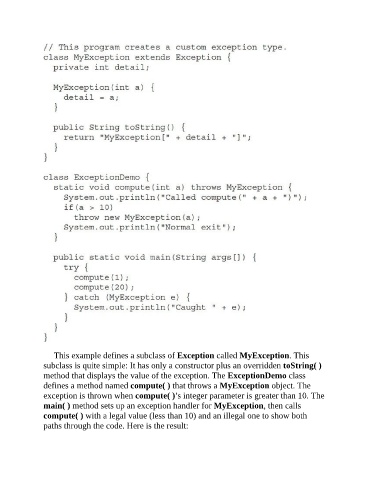 // This program creates a custom exception type.
class MyException extends Exception {
  private int detail;

  MyException(int a) {
    detail = a;
  }

  public String toString() {
    return "MyException[" + detail + "]";
  }
}

class ExceptionDemo {
  static void compute(int a) throws MyException {
    System.out.println("Called compute(" + a + ")");
    if(a > 10)
      throw new MyException(a);
    System.out.println("Normal exit");
  }

  public static void main(String args[]) {
    try {
      compute(1);
      compute(20);
    } catch (MyException e) {
      System.out.println("Caught " + e);
    }
  }
}
This example defines a subclass of Exception called MyException. This
subclass is quite simple: It has only a constructor plus an overridden toString( )
method that displays the value of the exception. The ExceptionDemo class
defines a method named compute( ) that throws a MyException object. The
exception is thrown when compute( )'s integer parameter is greater than 10. The
main( ) method sets up an exception handler for MyException, then calls
compute( ) with a legal value (less than 10) and an illegal one to show both
paths through the code. Here is the result: